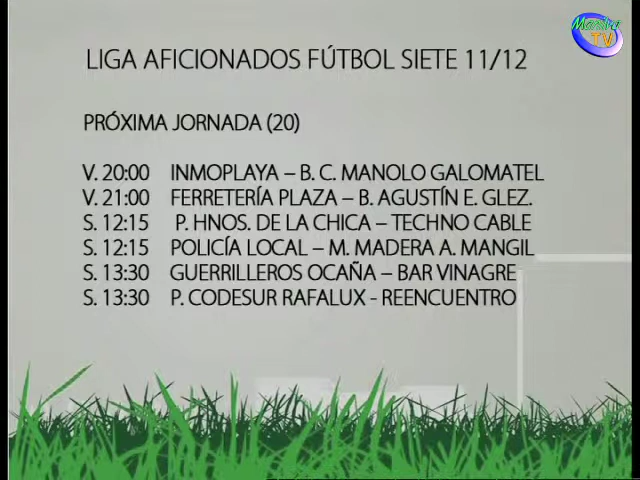 LIGA AFICIONADOS FÚTBOL SIETE 11/12
PRÓXIMA JORNADA (20)
V. 20:00 INMOPLAYA – B. C. MANOLO GALOMATEL
V. 21:00 FERRETERÍA PLAZA – B. AGUSTÍN E. GLEZ.
S. 12:15 P. HNOS. DE LA CHICA – TECHNO CABLE
S. 12:15 POLICÍA LOCAL – M. MADERA A. MANGIL
S. 13:30 GUERRILLEROS OCAÑA – BAR VINAGRE
S. 13:30 P. CODESUR RAFALUX - REENCUENTRO
TV